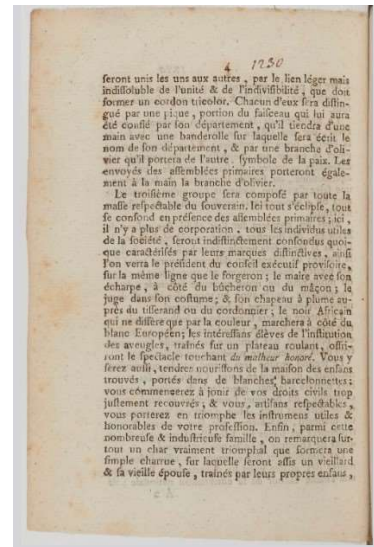 4 1230
seront unis les uns aux autres, par le lien léger mais
indissoluble de l'unité & de l'indivisibilité, que doit
former un cordon tricolor. Chacun d'eux sera distin-
gué par une pique, portion du faisceau qui lui aura
été confié par son département, qu'il tiendra d'une
main avec une banderolle sur laquelle sera écrit le
nom de son département, & par une branche d'oli-
vier qu'il portera de l'autre, symbole de la paix. Les
envoyés des assemblées primaires porteront égale-
ment à la main la branche d'olivier.
Le troisième groupe sera composé par toute la
masse respectable du souverain. Ici tout s'éclipse, tout
se confond en présence des assemblées primaires ; ici,
il n'y a plus de corporation, tous les individus utiles
de la société, seront indistinctement confondus quoi-
que caractérisés par leurs marques distinctives, ainsi
l'on verra le président du conseil exécutif provisoire,
sur la même ligne que le forgeron ; le maire avec son
écharpe, à côté du bûcheron ou du mâçon ; le
juge dans son costume ; & son chapeau à plume au-
près du tisserand ou du cordonnier ; le noir Africain
qui ne diffère que par la couleur, marchera à côté du
blanc Européen ; les intéressans élèves de l'institution
des aveugles, traînés sur un plateau roulant, offri-
ront le spectacle touchant du malheur honoré. Vous y
serez aussi, tendres nourrissons de la maison des enfans
trouvés, portés dans de blanches barcelonnettes ;
vous commencerez à jouir de vos droits civils trop
justement recouvrés ; & vous, artisans respectables,
vous porterez en triomphe les instrumens utiles &
honorables de votre profession. Enfin, parmi cette
nombreuse & industrieuse famille, on remarquera sur-
tout un char vraiment triomphal que formera une
simple charrue, sur laquelle seront assis un vieillard
& sa vieille épouse, traînés par leurs propres enfans,